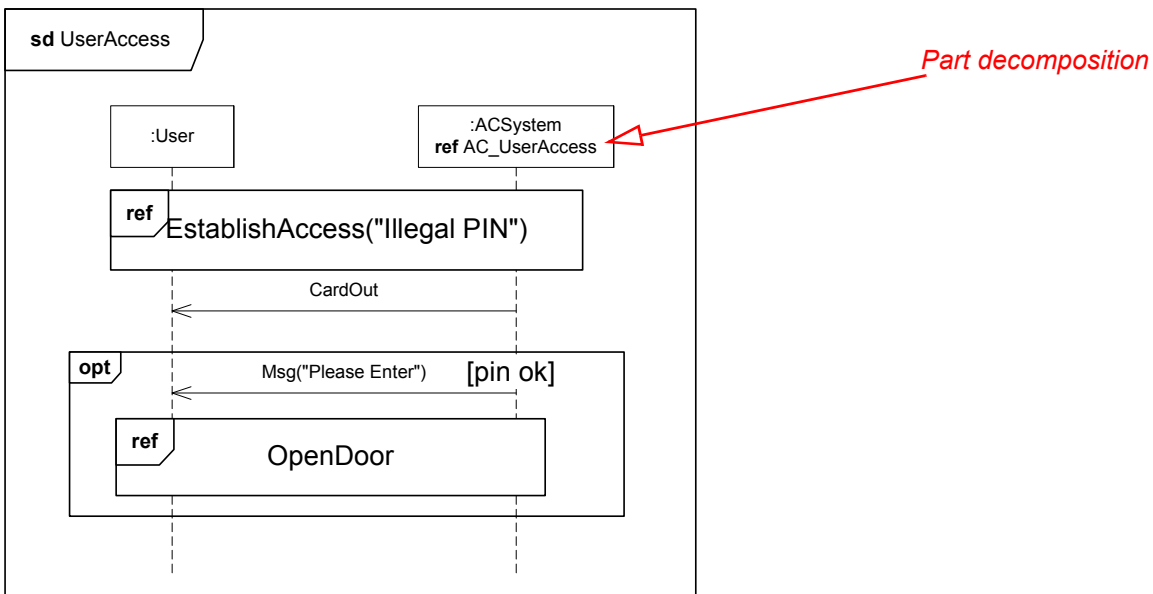 sd UserAccess
Part decomposition
:User
:ACSystem
ref AC_UserAccess
ref
EstablishAccess("Illegal PIN")
CardOut
opt
Msg("Please Enter")
[pin ok]
ref
OpenDoor